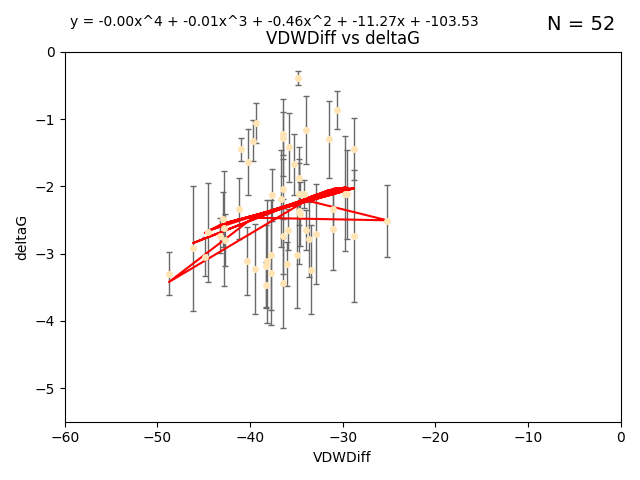 y = -0.00x^4 + -0.01x^3 + -0.46x^2 + -11.27x + -103.53
N = 52
VDWDiff vs deltaG
0
−1
−2
−3
−4
−5
deltaG
−60 −50 −40 −30 −20 −10 0
VDWDiff